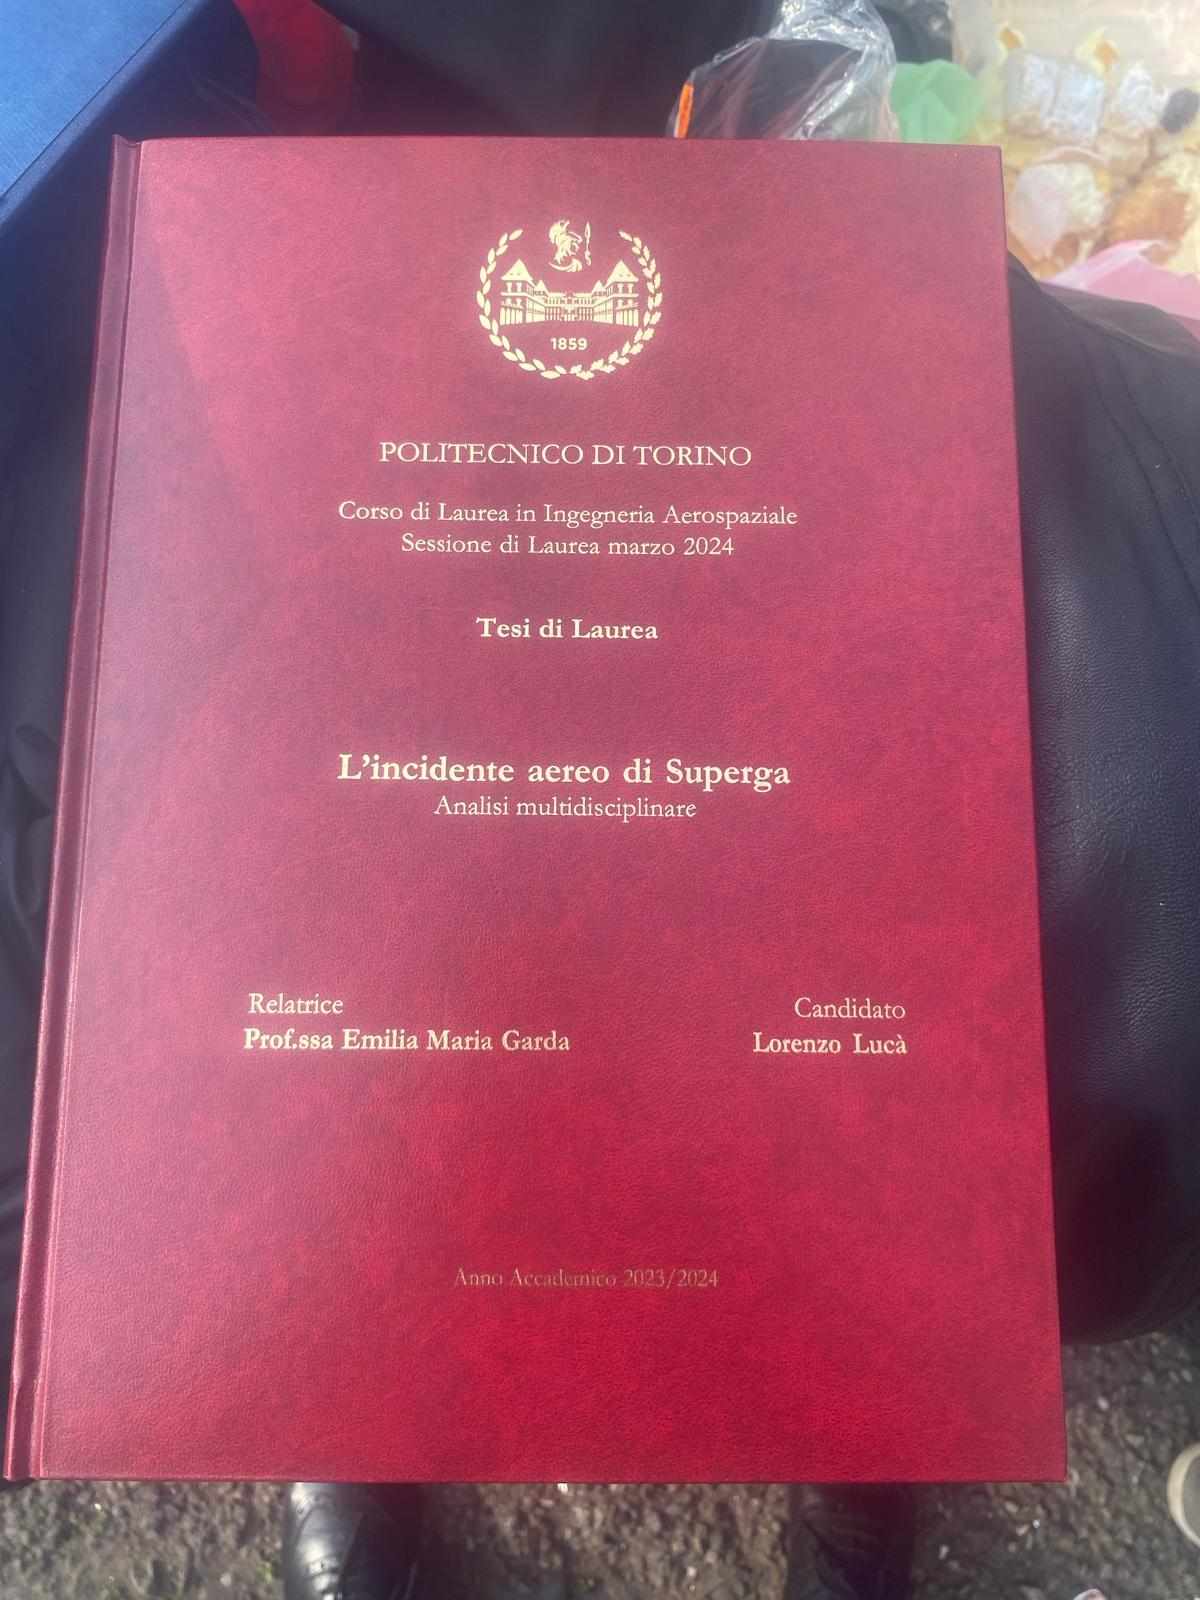 1859
POLITECNICO DI TORINO
Corso di Laurea in Ingegneria Aerospaziale
Sessione di Laurea marzo 2024
Tesi di Laurea
L'incidente aereo di Superga
Analisi multidisciplinare
Relatrice
Prof.ssa Emilia Maria Garda
Candidato
Lorenzo Lucà
Anno Accademico 2023/2024